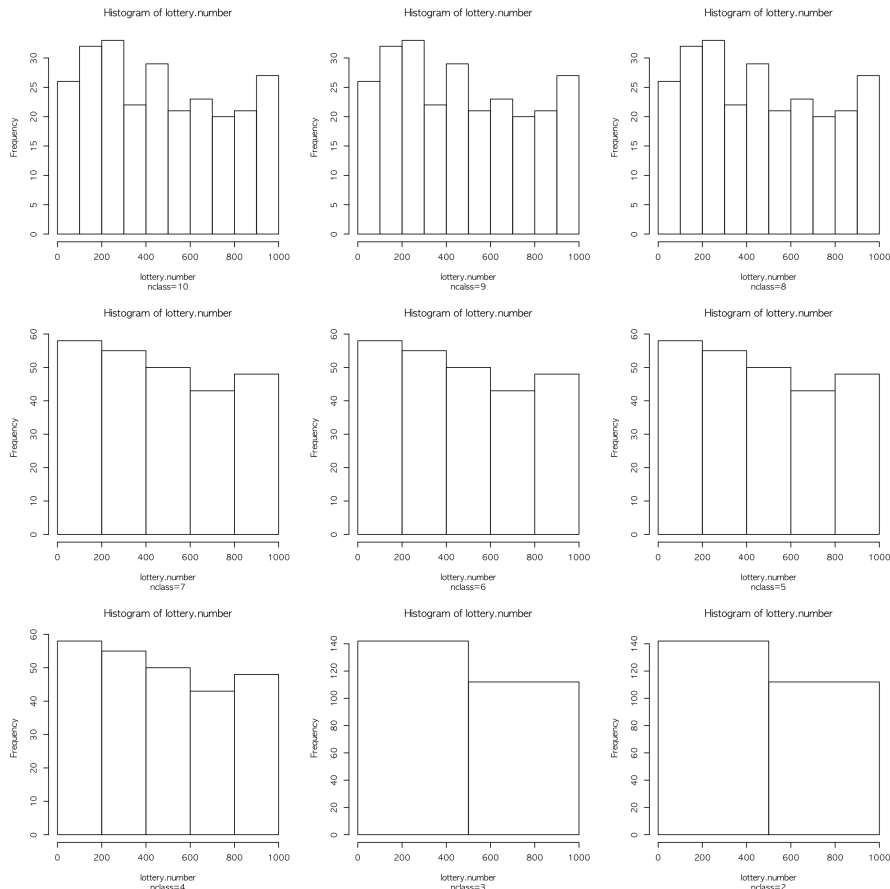 Histogram of lottery.number
Frequency
0 5 10 15 20 25 30
0 200 400 600 800 1000
lottery.number
nclass=10
Histogram of lottery.number
Frequency
0 5 10 15 20 25 30
0 200 400 600 800 1000
lottery.number
ncalss=9
Histogram of lottery.number
Frequency
0 5 10 15 20 25 30
0 200 400 600 800 1000
lottery.number
nclass=8
Histogram of lottery.number
Frequency
0 10 20 30 40 50 60
0 200 400 600 800 1000
lottery.number
nclass=7
Histogram of lottery.number
Frequency
0 10 20 30 40 50 60
0 200 400 600 800 1000
lottery.number
nclass=6
Histogram of lottery.number
Frequency
0 10 20 30 40 50 60
0 200 400 600 800 1000
lottery.number
nclass=5
Histogram of lottery.number
Frequency
0 10 20 30 40 50 60
0 200 400 600 800 1000
lottery.number
nclass=4
Histogram of lottery.number
Frequency
0 20 40 60 80 100 120 140
0 200 400 600 800 1000
lottery.number
nclass=3
Histogram of lottery.number
Frequency
0 20 40 60 80 100 120 140
0 200 400 600 800 1000
lottery.number
nclass=2